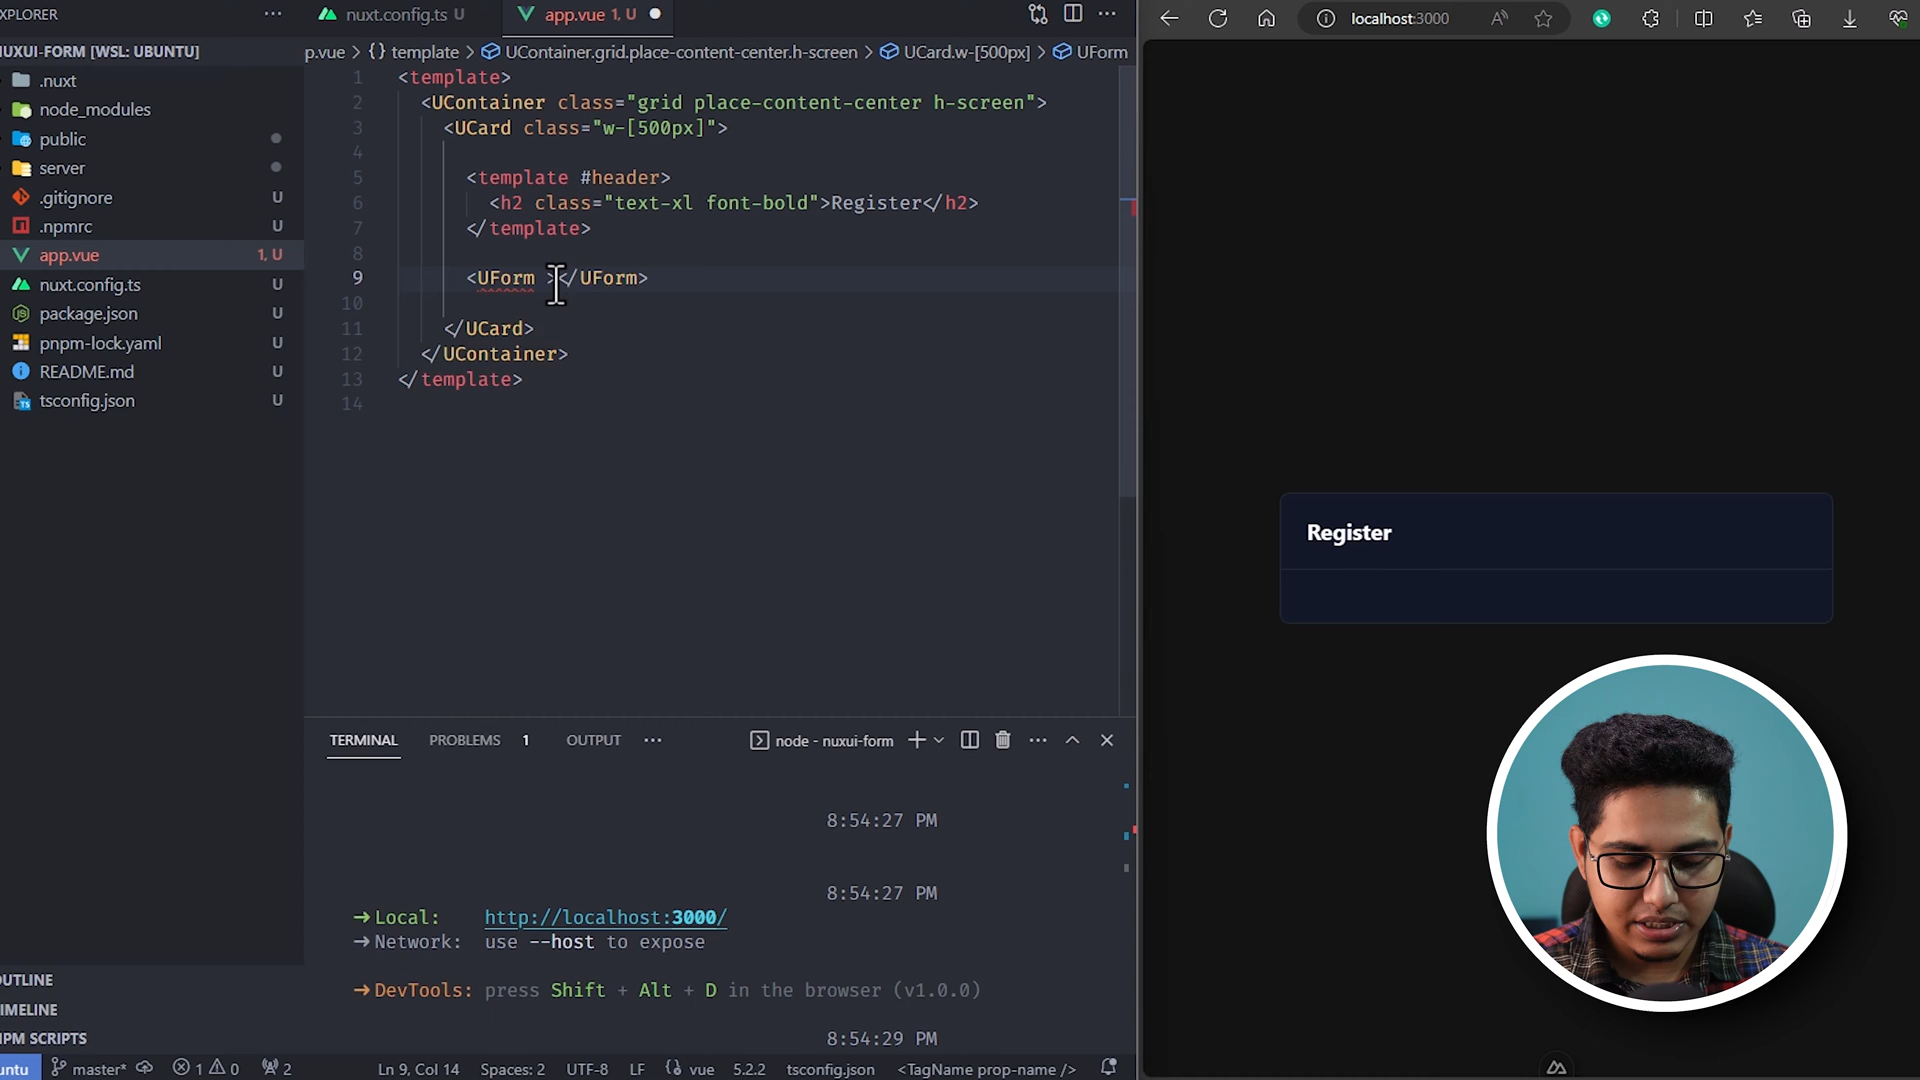 XPLORER
nuxt.config.ts U
app.vue 1, U
localhost:3000
NUXUI-FORM [WSL: UBUNTU]
p.vue > {} template > UContainer.grid.place-content-center.h-screen > UCard.w-[500px] > UForm
.nuxt
node_modules
public
server
.gitignore U
.npmrc U
app.vue 1, U
nuxt.config.ts U
package.json U
pnpm-lock.yaml U
README.md U
tsconfig.json U
1 <template>
2 <UContainer class="grid place-content-center h-screen">
3 <UCard class="w-[500px]">
4
5 <template #header>
6 <h2 class="text-xl font-bold">Register</h2>
7 </template>
8
9 <UForm ></UForm>
10
11 </UCard>
12 </UContainer>
13 </template>
14
Register
TERMINAL PROBLEMS 1 OUTPUT ... node - nuxui-form
8:54:27 PM
8:54:27 PM
➜ Local: http://localhost:3000/
➜ Network: use --host to expose
➜ DevTools: press Shift + Alt + D in the browser (v1.0.0)
8:54:29 PM
OUTLINE
TIMELINE
NPM SCRIPTS
untu master* 1 0 2 Ln 9, Col 14 Spaces: 2 UTF-8 LF {} vue 5.2.2 tsconfig.json <TagName prop-name />